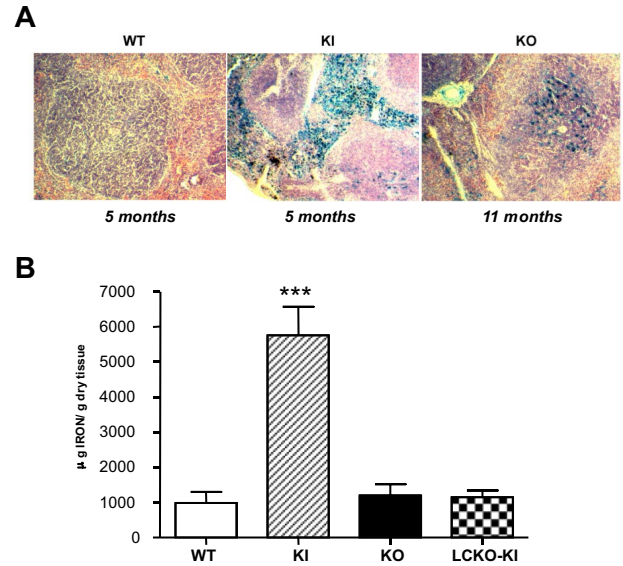 A
WT KI KO
5 months 5 months 11 months
B
7000
6000
5000
4000
3000
2000
1000
0
µ g IRON/ g dry tissue
***
WT KI KO LCKO-KI